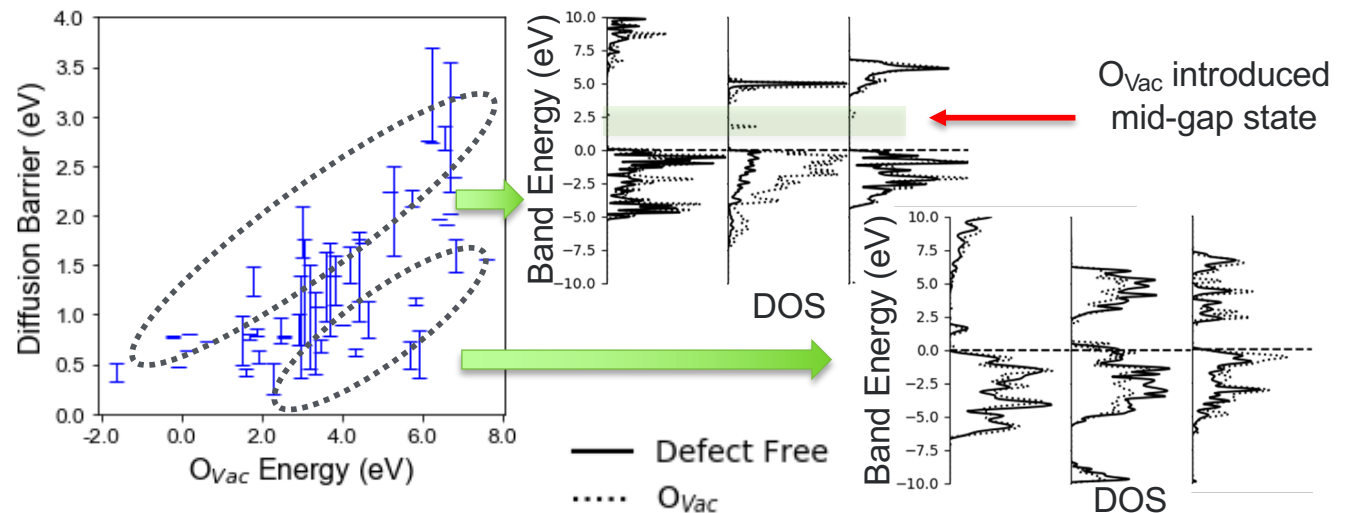 4.0
3.5
3.0
2.5
2.0
1.5
1.0
0.5
0.0
-2.0 0.0 2.0 4.0 6.0 8.0
Diffusion Barrier (eV)
OVac Energy (eV)
10.0
7.5
5.0
2.5
0.0
−2.5
−5.0
−7.5
−10.0
Band Energy (eV)
DOS
OVac introduced
mid-gap state
10.0
7.5
5.0
2.5
0.0
−2.5
−5.0
−7.5
−10.0
Band Energy (eV)
DOS
Defect Free
OVac